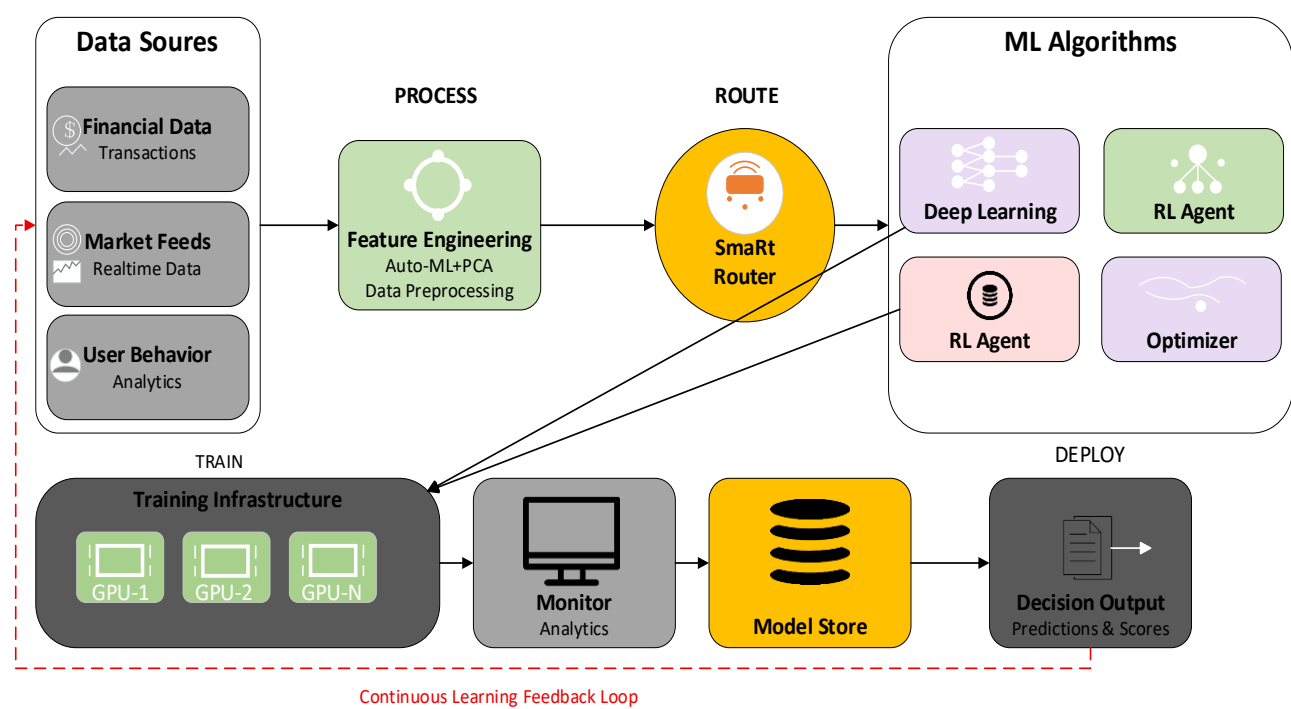 Data Soures
Financial Data
Transactions
Market Feeds
Realtime Data
User Behavior
Analytics
PROCESS
Feature Engineering
Auto-ML+PCA
Data Preprocessing
ROUTE
SmaRt
Router
ML Algorithms
Deep Learning
RL Agent
RL Agent
Optimizer
TRAIN
Training Infrastructure
GPU-1
GPU-2
GPU-N
Monitor
Analytics
Model Store
DEPLOY
Decision Output
Predictions & Scores
Continuous Learning Feedback Loop